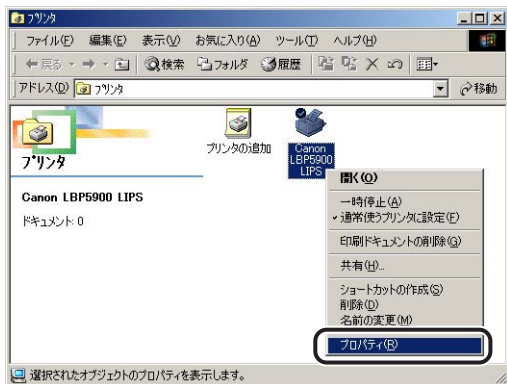 プリンタ
ファイル(F) 編集(E) 表示(V) お気に入り(A) ツール(T) ヘルプ(H)
戻る 検索 フォルダ 履歴
アドレス(D) プリンタ 移動
プリンタ
Canon LBP5900 LIPS
ドキュメント: 0
プリンタの追加
Canon
LBP5900
LIPS
開く(O)
一時停止(A)
通常使うプリンタに設定(F)
印刷ドキュメントの削除(G)
共有(H)...
ショートカットの作成(S)
削除(D)
名前の変更(M)
プロパティ(R)
選択されたオブジェクトのプロパティを表示します。